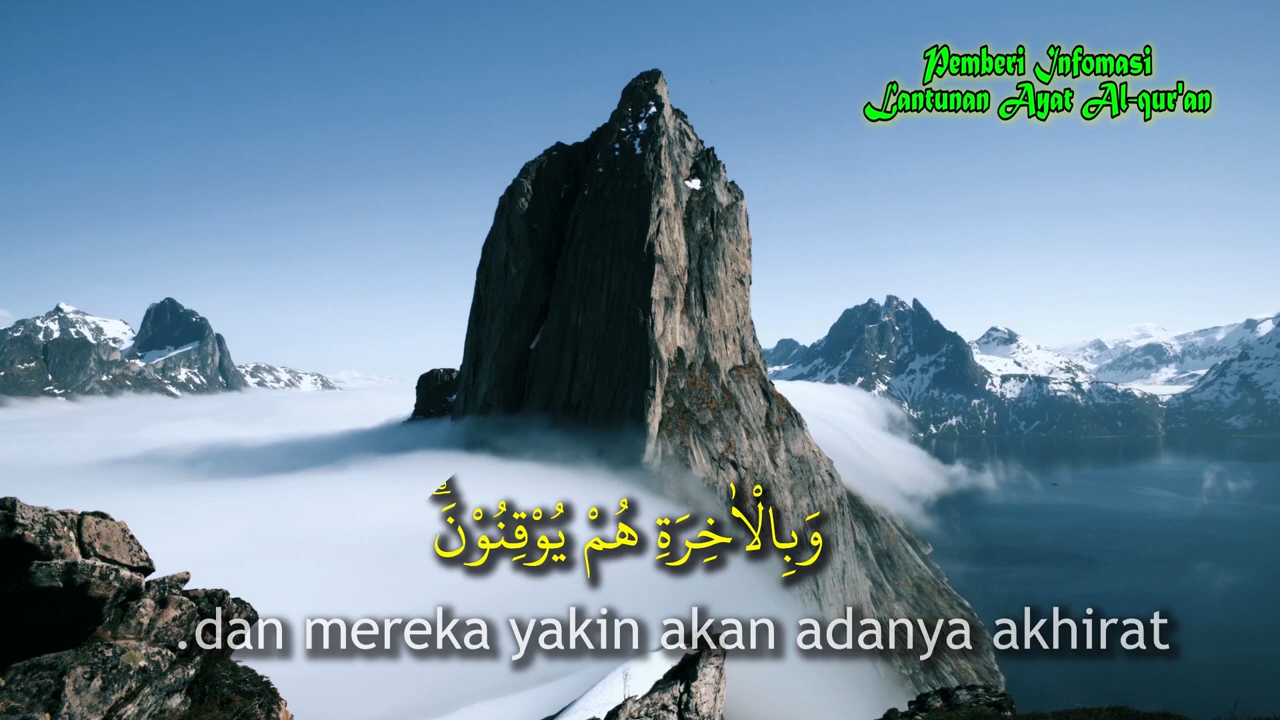 Pemberi Infomasi
Lantunan Ayat Al-qur'an
وَبِالْاٰخِرَةِ هُمْ يُوْقِنُوْنَۗ
.dan mereka yakin akan adanya akhirat